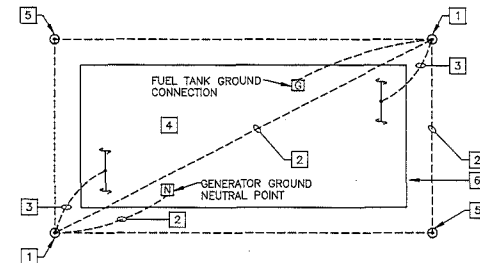 5
1
FUEL TANK GROUND
CONNECTION
G
3
4
2
2
6
N
GENERATOR GROUND
NEUTRAL POINT
3
2
1
5